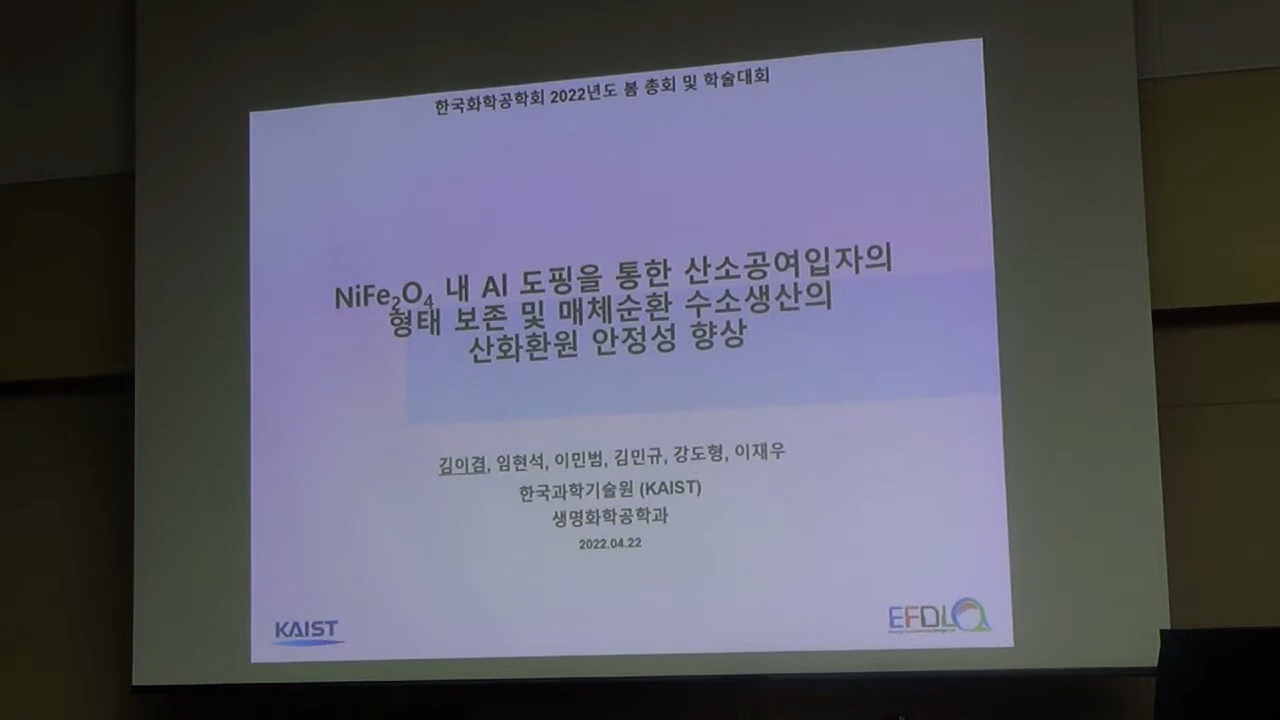 한국화학공학회 2022년도 봄 총회 및 학술대회
NiFe₂O₄ 내 Al 도핑을 통한 산소공여입자의
형태 보존 및 매체순환 수소생산의
산화환원 안정성 향상
김이겸, 임현석, 이민범, 김민규, 강도형, 이재우
한국과학기술원 (KAIST)
생명화학공학과
2022.04.22
KAIST
EFDL